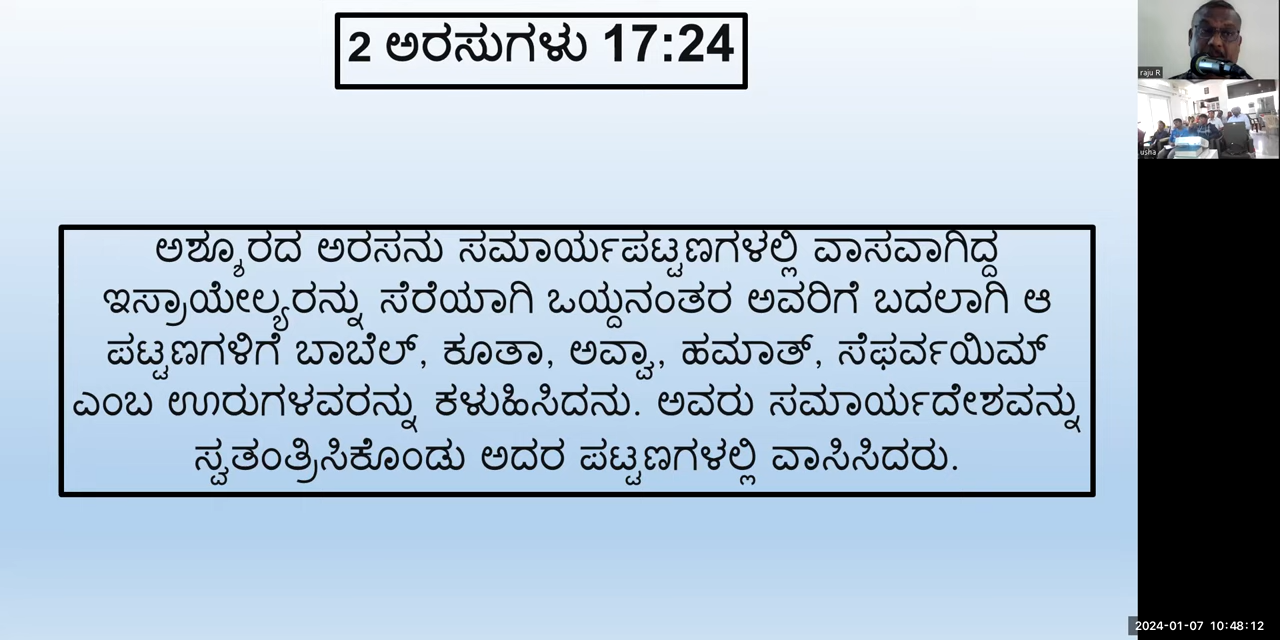 2 ಅರಸುಗಳು 17:24
ಅಶ್ಶೂರದ ಅರಸನು ಸಮಾರ್ಯಪಟ್ಟಣಗಳಲ್ಲಿ ವಾಸವಾಗಿದ್ದ
ಇಸ್ರಾಯೇಲ್ಯರನ್ನು ಸೆರೆಯಾಗಿ ಒಯ್ದನಂತರ ಅವರಿಗೆ ಬದಲಾಗಿ ಆ
ಪಟ್ಟಣಗಳಿಗೆ ಬಾಬೆಲ್, ಕೂತಾ, ಅವ್ವಾ, ಹಮಾತ್, ಸೆಫರ್ವಯಿಮ್
ಎಂಬ ಊರುಗಳವರನ್ನು ಕಳುಹಿಸಿದನು. ಅವರು ಸಮಾರ್ಯದೇಶವನ್ನು
ಸ್ವತಂತ್ರಿಸಿಕೊಂಡು ಅದರ ಪಟ್ಟಣಗಳಲ್ಲಿ ವಾಸಿಸಿದರು.
raju R
usha
2024-01-07 10:48:12